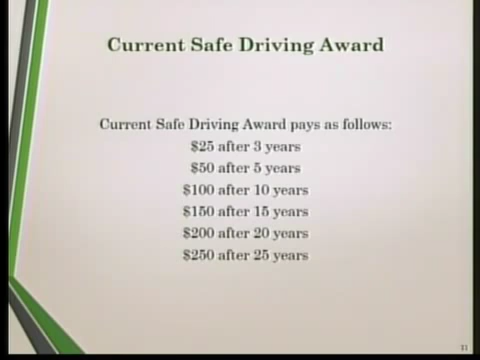 Current Safe Driving Award
Current Safe Driving Award pays as follows:
$25 after 3 years
$50 after 5 years
$100 after 10 years
$150 after 15 years
$200 after 20 years
$250 after 25 years
11